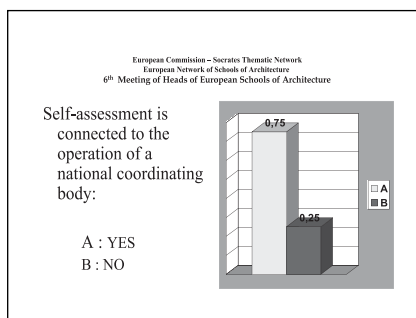 European Commission – Socrates Thematic Network
European Network of Schools of Architecture
6th Meeting of Heads of European Schools of Architecture
Self-assessment is
connected to the
operation of a
national coordinating
body:
A : YES
B : NO
0,75
0,25
A
B